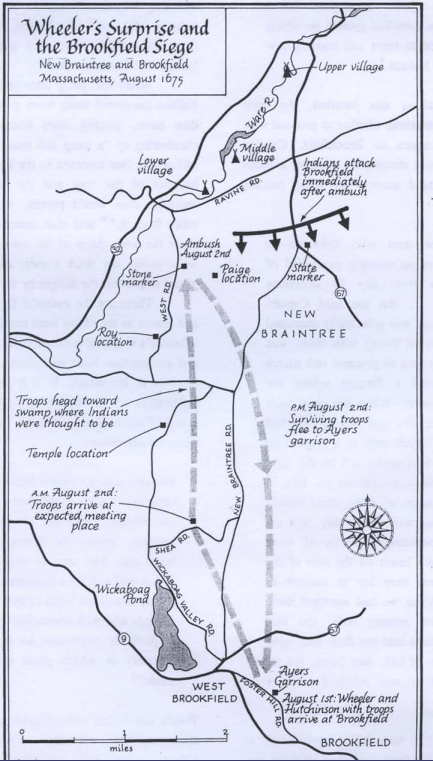 Wheeler's Surprise and
the Brookfield Siege
New Braintree and Brookfield
Massachusetts, August 1675
Upper village
Ware R.
Middle
village
Lower
village
RAVINE RD.
Indians attack
Brookfield
immediately
after ambush
32
Ambush
August 2nd
Stone
marker
Paige
location
State
marker
67
WEST RD.
Roy
location
NEW
BRAINTREE
Troops hegd toward
swamp where Indians
were thought to be
P.M. August 2nd:
Surviving troops
flee to Ayers
garrison
Temple location
NEW BRAINTREE RD.
A.M. August 2nd:
Troops arrive at
expected meeting
place
SHEA RD.
WICKABOAG VALLEY RD.
Wickaboag
Pond
9
67
WEST
BROOKFIELD
FOSTER HILL RD.
Ayers
Garrison
August 1st: Wheeler and
Hutchinson with troops
arrive at Brookfield
0 1 2
miles
BROOKFIELD